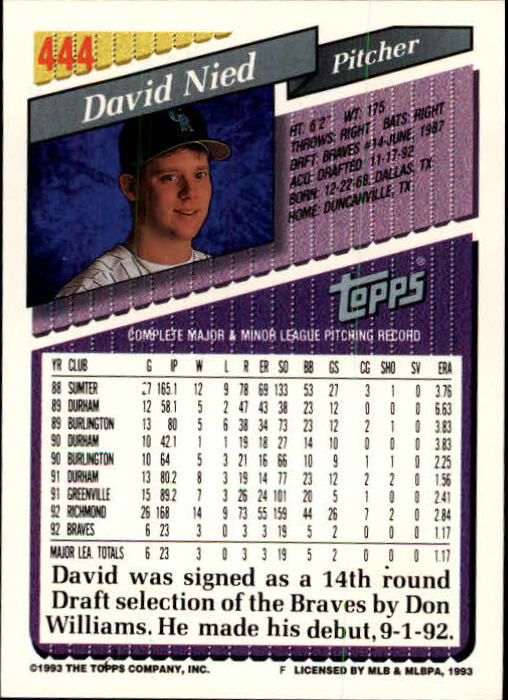 444
David Nied
Pitcher
CR
HT: 6'2" WT: 175
THROWS: RIGHT BATS: RIGHT
DRFT: BRAVES #14-JUNE, 1987
ACQ: DRAFTED 11-17-92
BORN: 12-22-68, DALLAS, TX
HOME: DUNCANVILLE, TX
TOPPS®
COMPLETE MAJOR & MINOR LEAGUE PITCHING RECORD
YR CLUB G IP W L R ER SO BB GS CG SHO SV ERA
88 SUMTER 27 165.1 12 9 78 69 133 53 27 3 1 0 3.76
89 DURHAM 12 58.1 5 2 47 43 38 23 12 0 0 0 6.63
89 BURLINGTON 13 80 5 6 38 34 73 23 12 2 1 0 3.83
90 DURHAM 10 42.1 1 1 19 18 27 14 10 0 0 0 3.83
90 BURLINGTON 10 64 5 3 21 16 66 10 9 1 1 0 2.25
91 DURHAM 13 80.2 8 3 19 14 77 23 12 2 2 0 1.56
91 GREENVILLE 15 89.2 7 3 26 24 101 20 5 1 0 0 2.41
92 RICHMOND 26 168 14 9 73 55 159 44 26 7 2 0 2.84
92 BRAVES 6 23 3 0 3 3 19 5 2 0 0 0 1.17
MAJOR LEA. TOTALS 6 23 3 0 3 3 19 5 2 0 0 0 1.17
David was signed as a 14th round
Draft selection of the Braves by Don
Williams. He made his debut, 9-1-92.
©1993 THE TOPPS COMPANY, INC. F LICENSED BY MLB & MLBPA, 1993